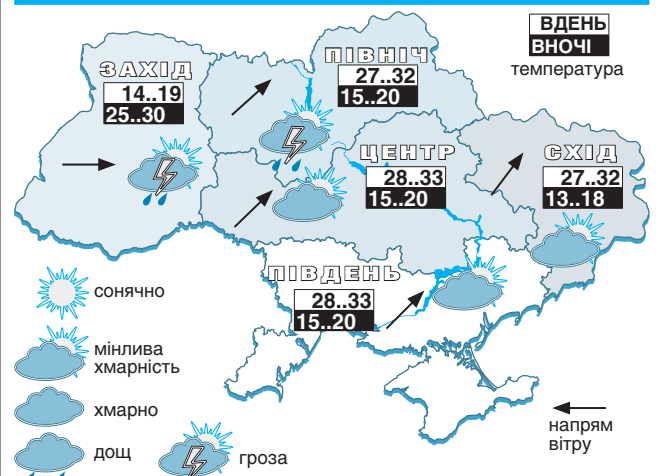 ВДЕНЬ
ВНОЧІ
температура
ЗАХІД
14..19
25..30
ПІВНІЧ
27..32
15..20
ЦЕНТР
28..33
15..20
СХІД
27..32
13..18
ПІВДЕНЬ
28..33
15..20
сонячно
мінлива
хмарність
хмарно
дощ
гроза
напрям
вітру